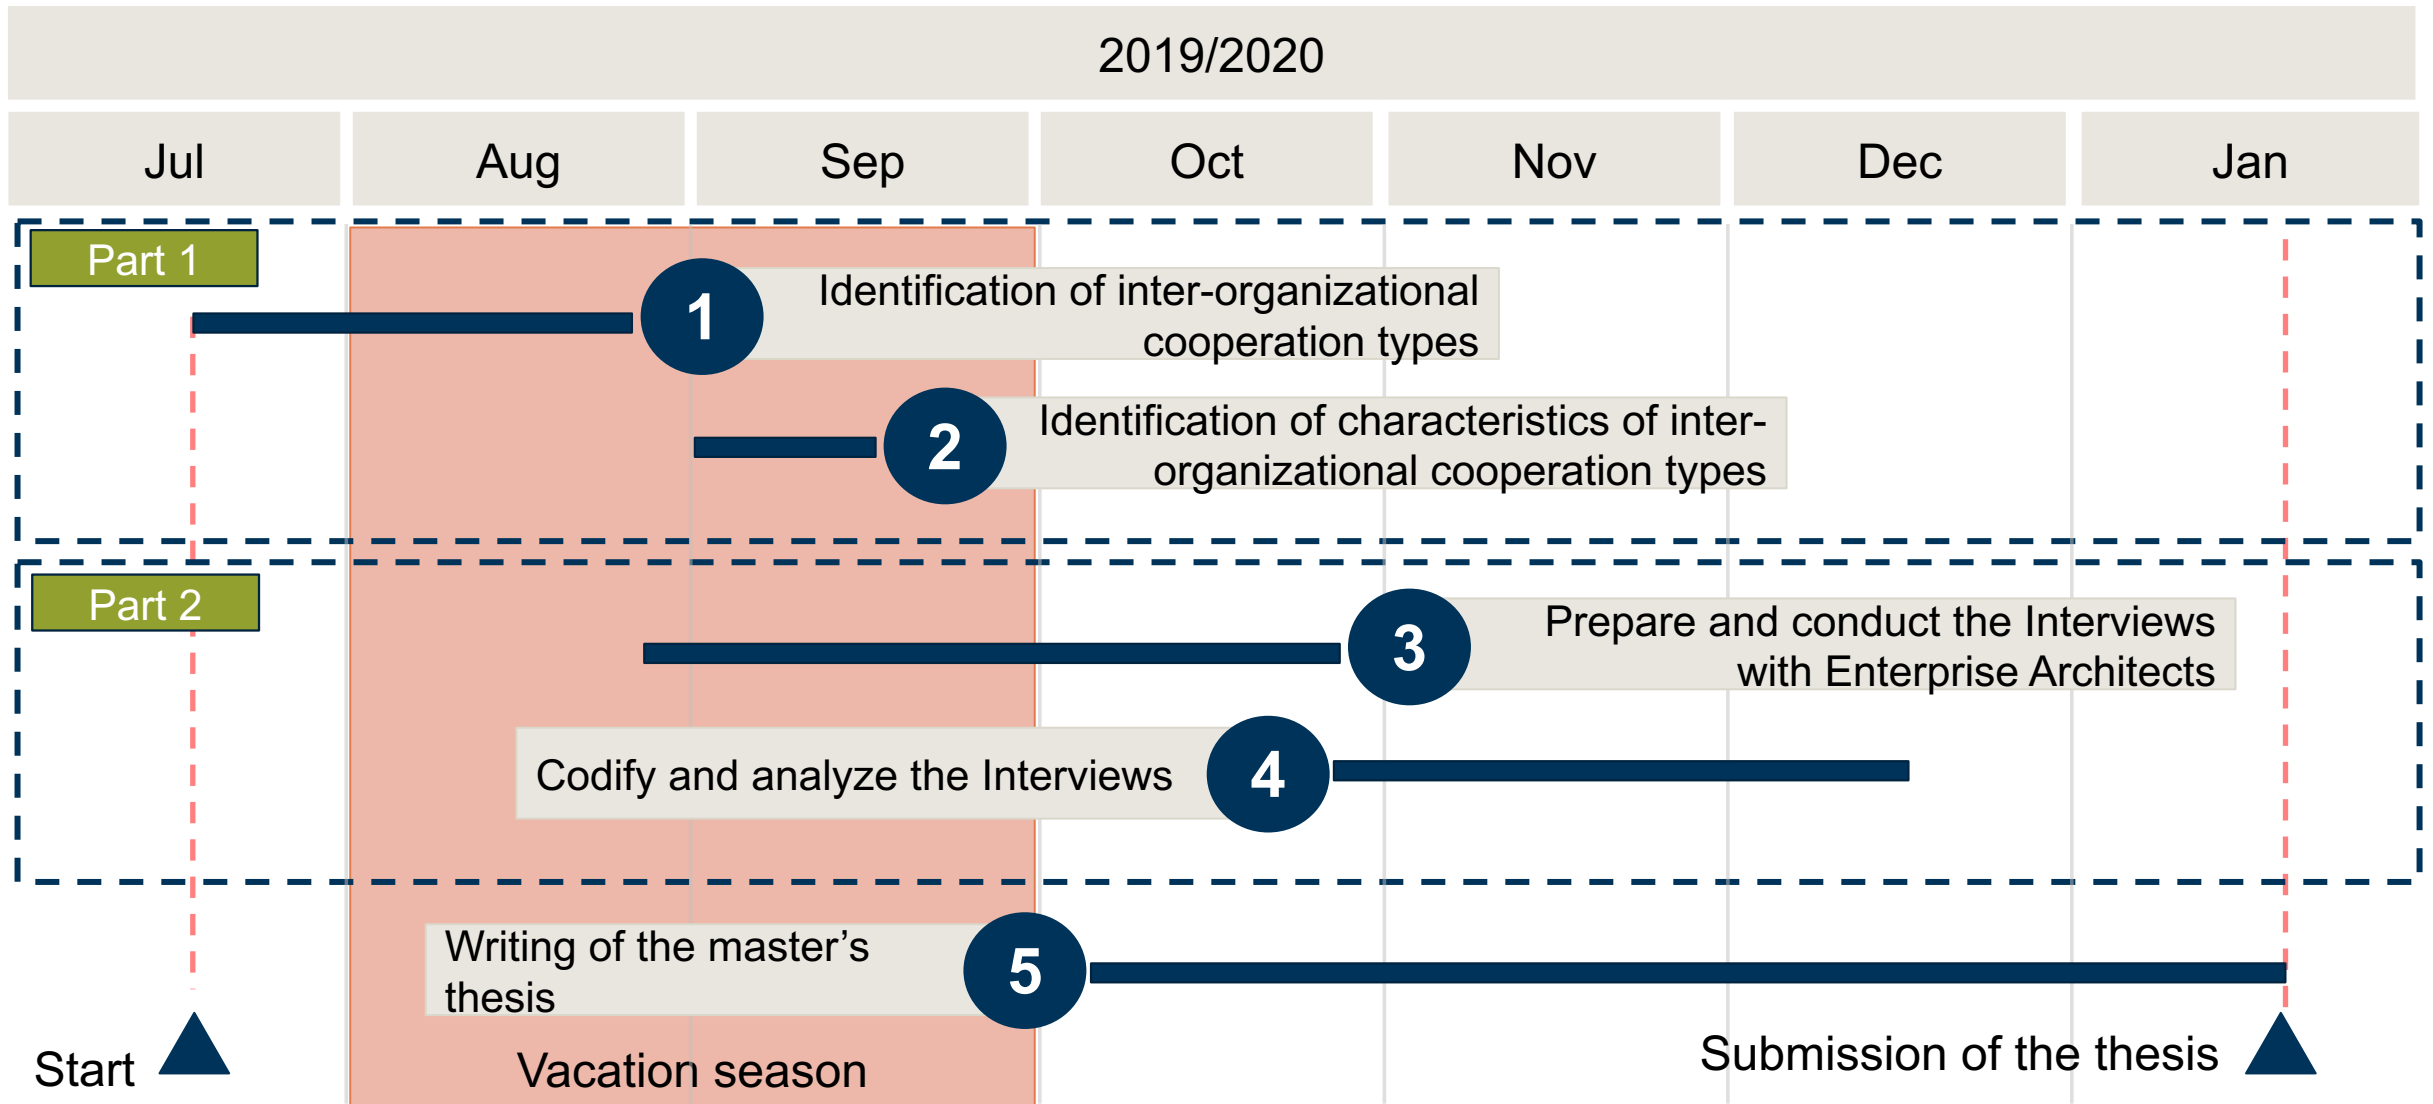 2019/2020
Jul Aug Sep Oct Nov Dec Jan
Part 1
1 Identification of inter-organizational
cooperation types
2 Identification of characteristics of inter-
organizational cooperation types
Part 2
3 Prepare and conduct the Interviews
with Enterprise Architects
Codify and analyze the Interviews 4
Writing of the master’s
thesis
5
Start
Vacation season
Submission of the thesis